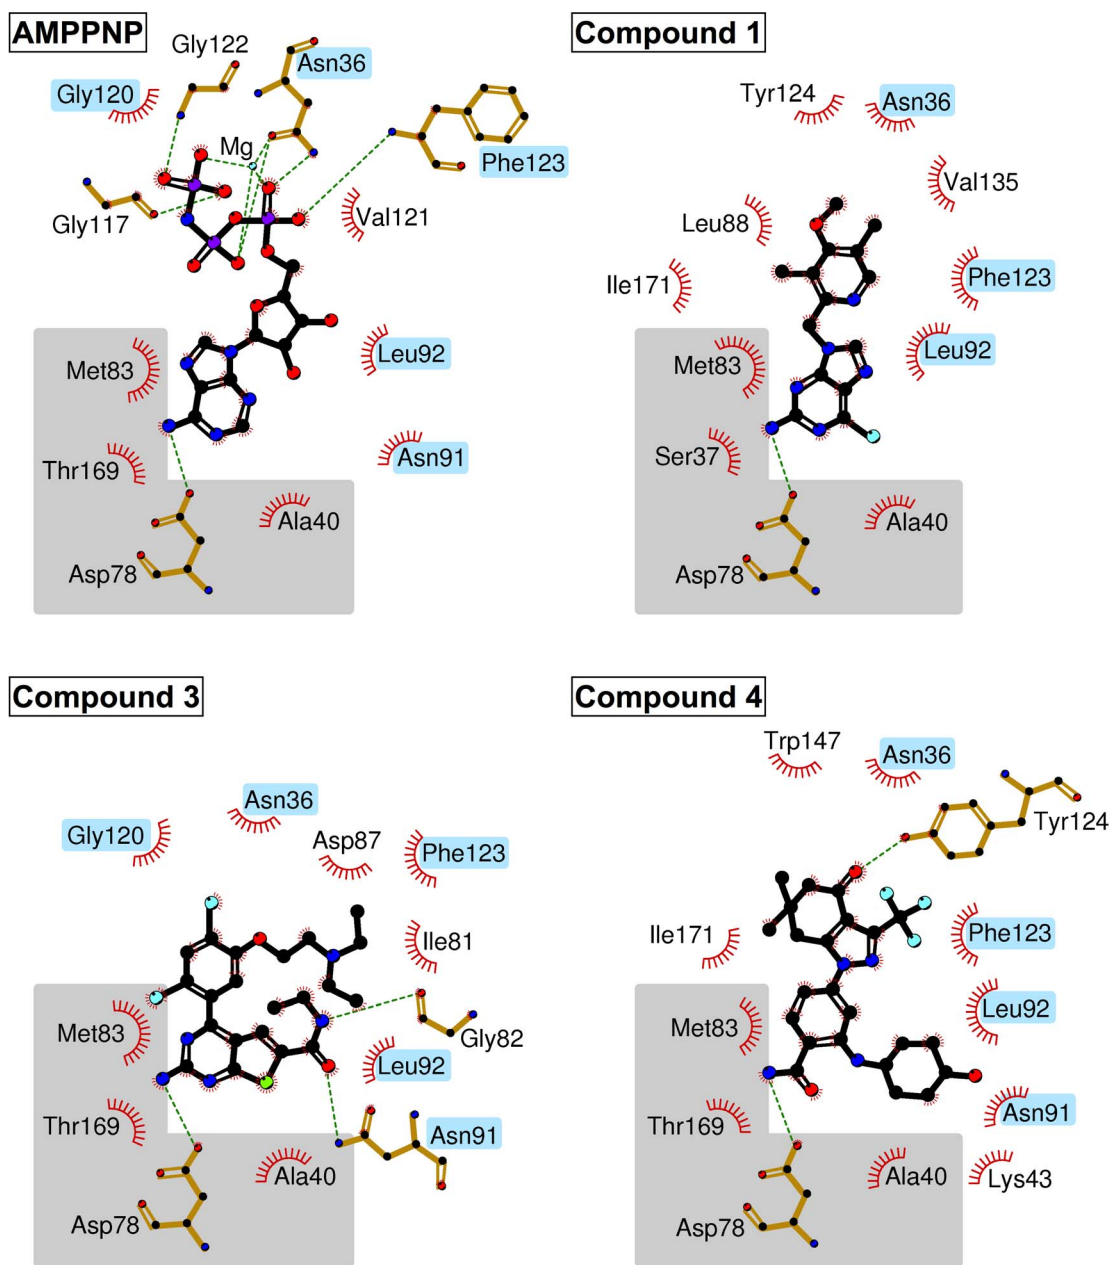 AMPPNP
Gly122
Asn36
Gly120
Mg
Phe123
Gly117
Val121
Met83
Leu92
Thr169
Asn91
Ala40
Asp78
Compound 1
Tyr124
Asn36
Val135
Leu88
Ile171
Phe123
Met83
Leu92
Ser37
Ala40
Asp78
Compound 3
Asn36
Gly120
Asp87
Phe123
Ile81
Met83
Gly82
Leu92
Thr169
Asn91
Ala40
Asp78
Compound 4
Trp147
Asn36
Tyr124
Ile171
Phe123
Met83
Leu92
Thr169
Asn91
Ala40
Lys43
Asp78